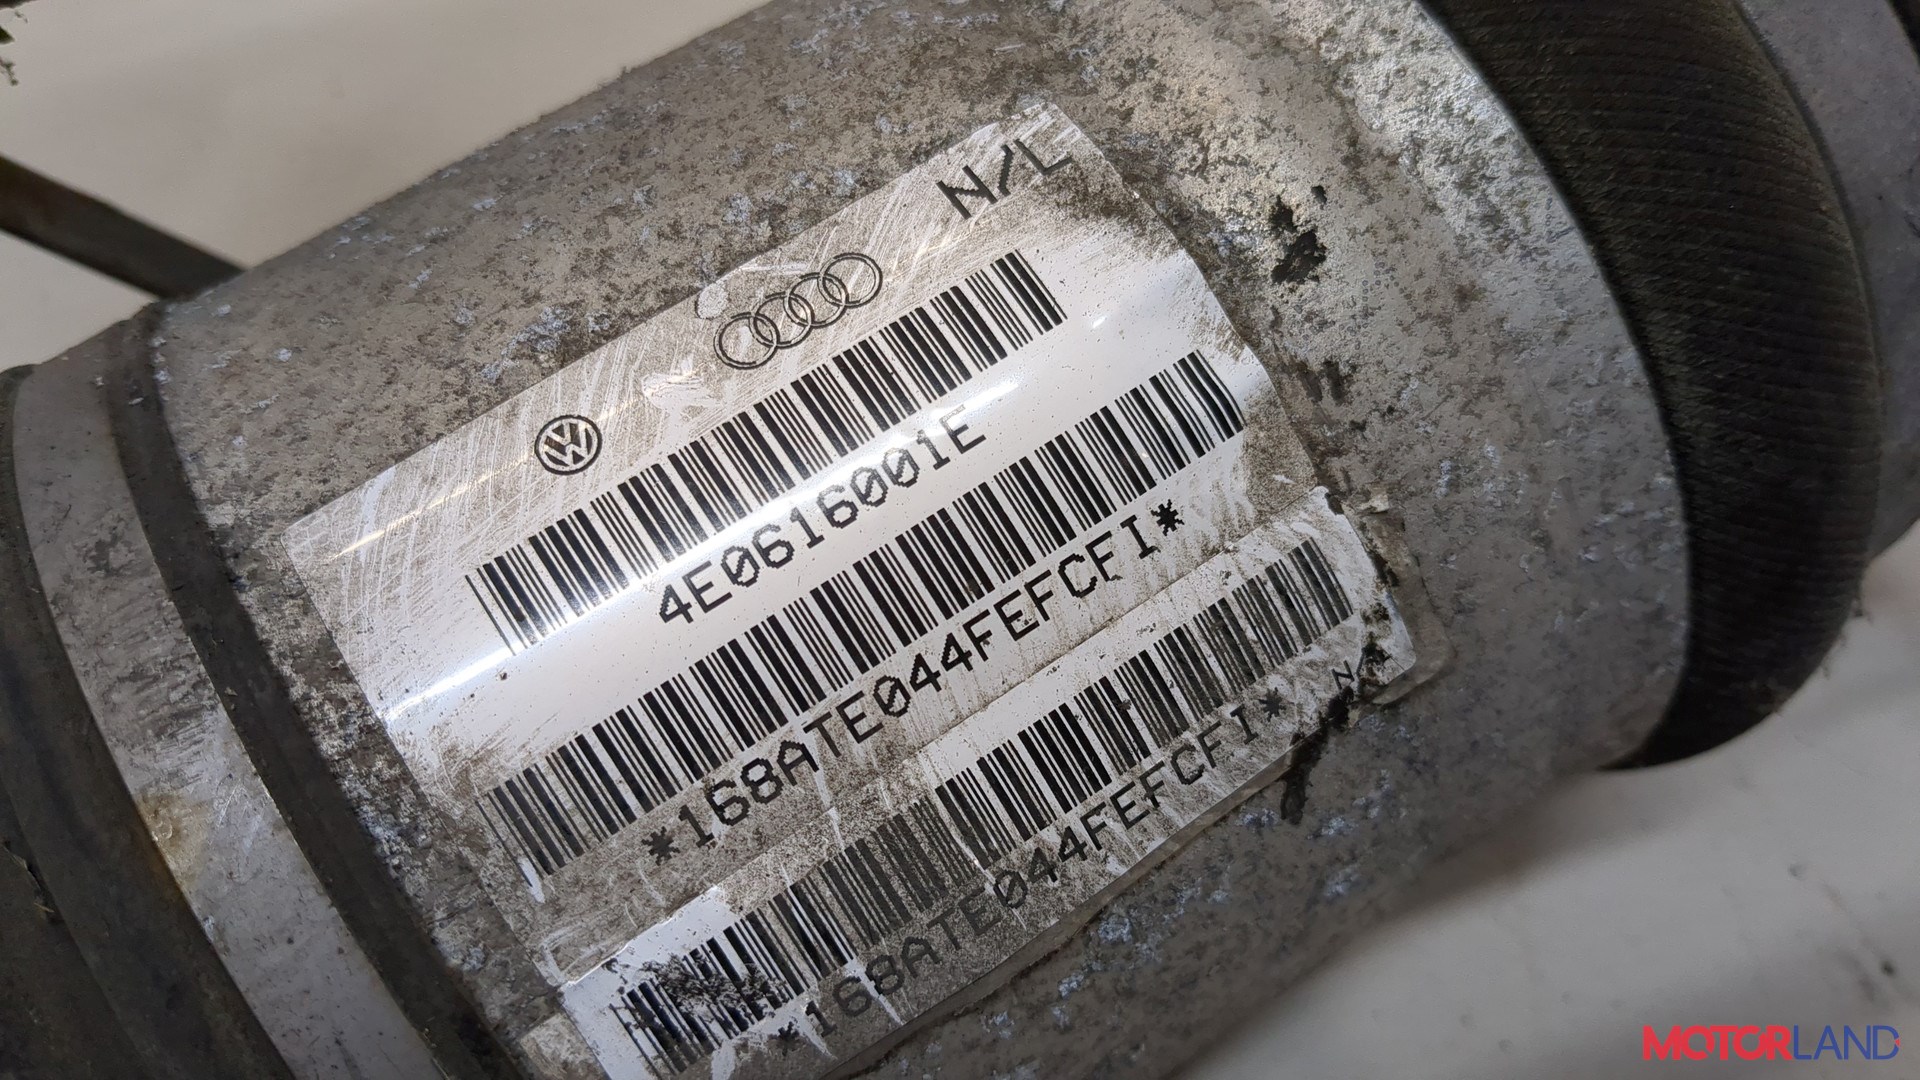 N/L
4E0616001E
*168ATE044FEFCFI*
N/L
*168ATE044FEFCFI*
MOTORLAND